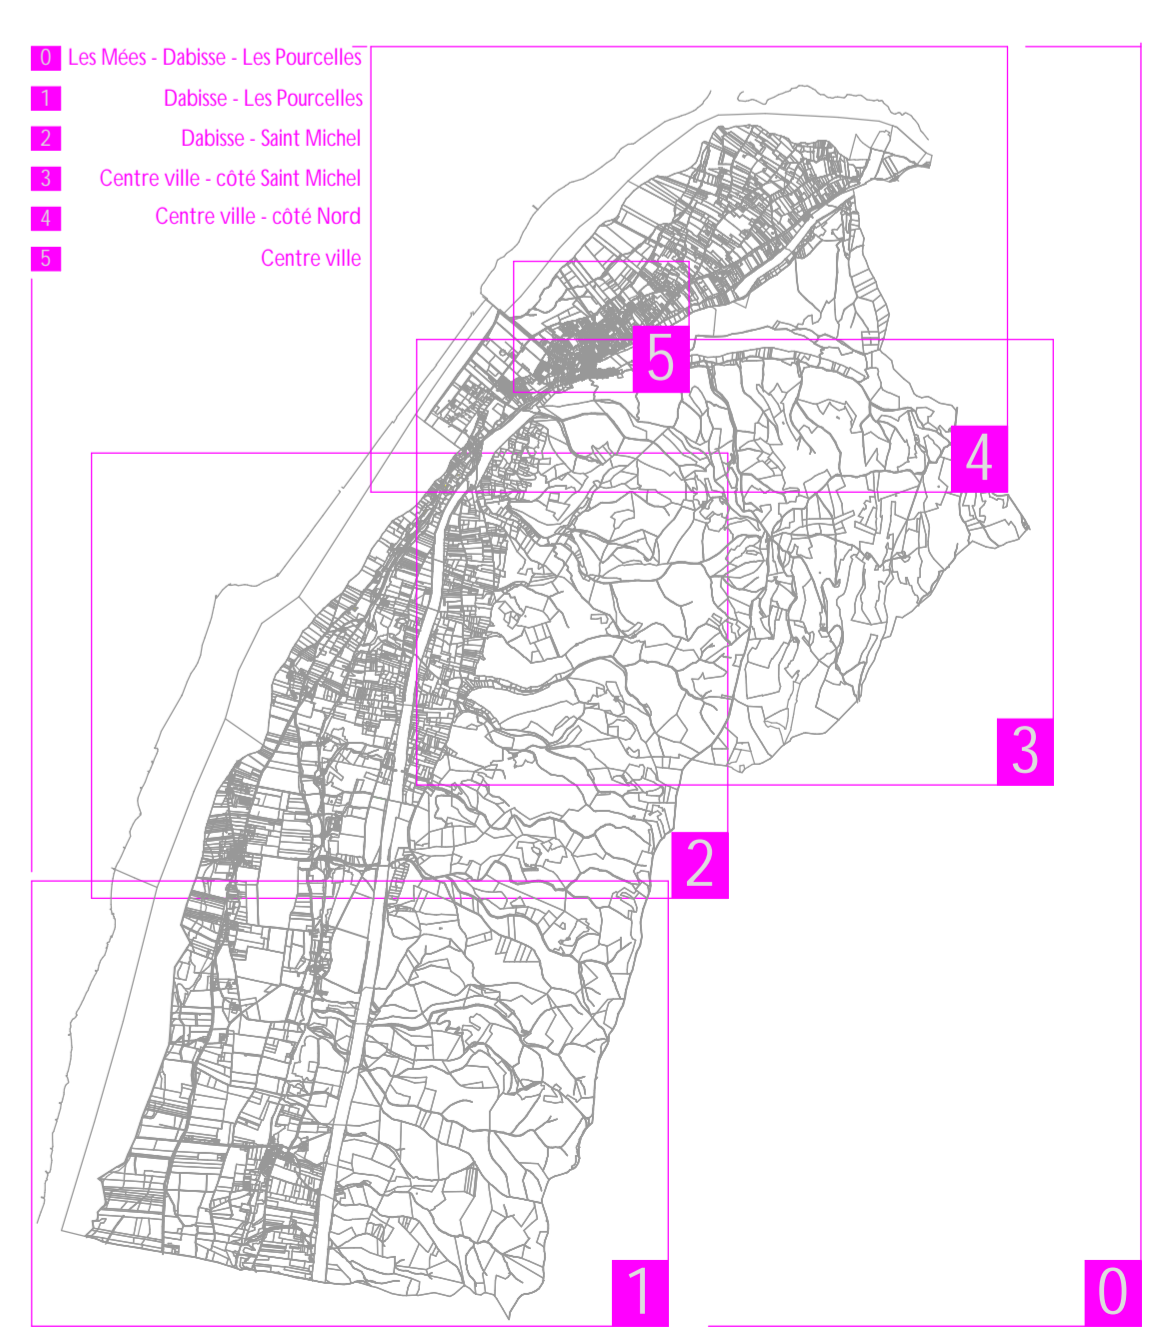 0 Les Mées - Dabisse - Les Pourcelles
1 Dabisse - Les Pourcelles
2 Dabisse - Saint Michel
3 Centre ville - côté Saint Michel
4 Centre ville - côté Nord
5 Centre ville
5
4
3
2
1 0